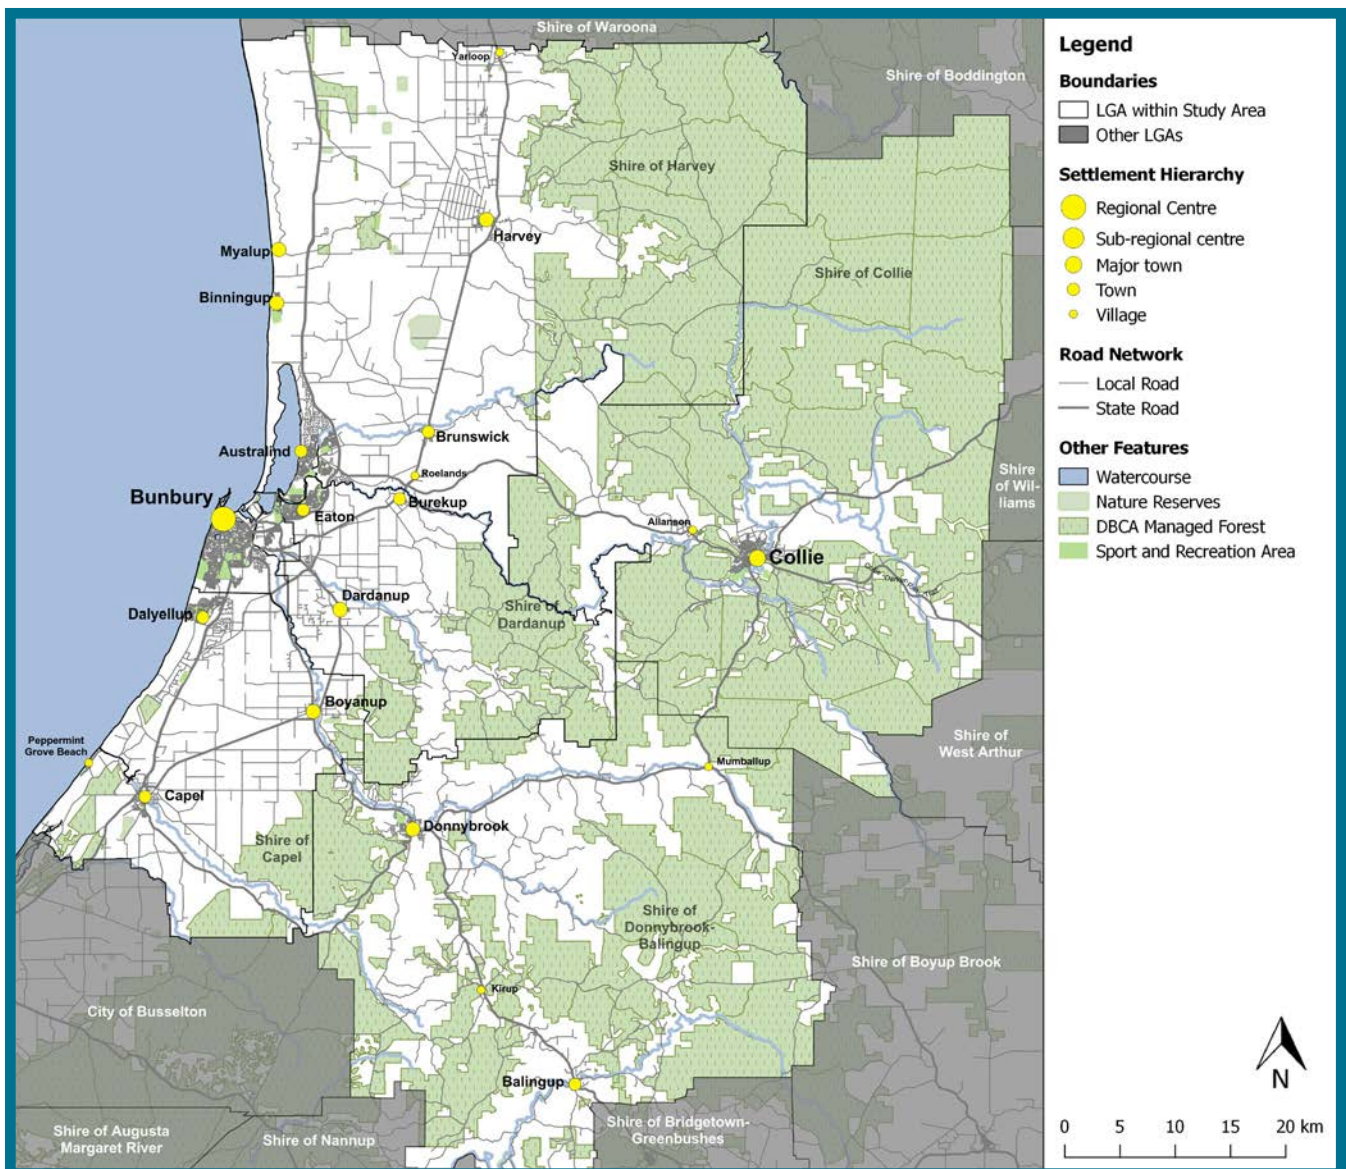 Shire of Waroona
Yarloop
Shire of Boddington
Shire of Harvey
Harvey
Myalup
Shire of Collie
Binningup
Brunswick
Australind
Roelands
Shire
of Wil-
liams
Bunbury
Burekup
Eaton
Allanson
Collie
Dardanup
Shire of
Dardanup
Dalyellup
Boyanup
Shire of
West Arthur
Peppermint
Grove Beach
Mumballup
Capel
Donnybrook
Shire of
Capel
Shire of
Donnybrook-
Balingup
Shire of Boyup Brook
Kirup
City of Busselton
Balingup
Shire of Bridgetown-
Greenbushes
Shire of Augusta
Margaret River
Shire of Nannup
Legend
Boundaries
LGA within Study Area
Other LGAs
Settlement Hierarchy
Regional Centre
Sub-regional centre
Major town
Town
Village
Road Network
Local Road
State Road
Other Features
Watercourse
Nature Reserves
DBCA Managed Forest
Sport and Recreation Area
N
0 5 10 15 20 km